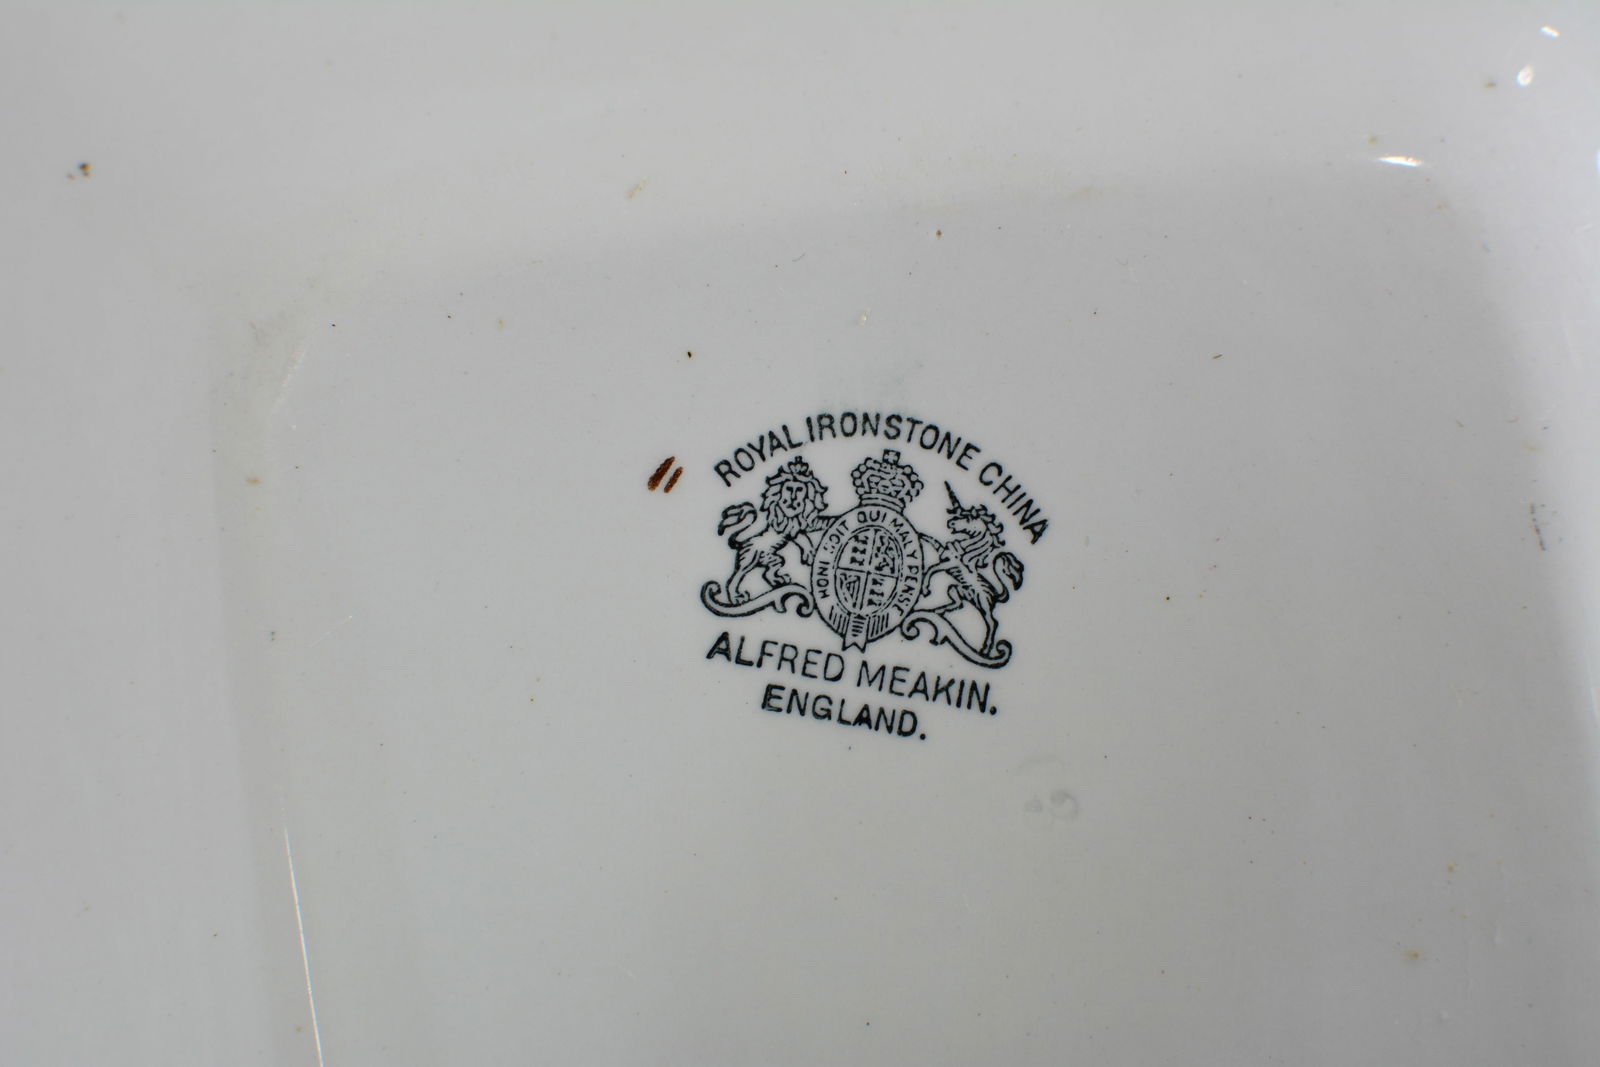 ROYAL IRONSTONE CHINA
HONI SOIT QUI MAL Y PENSE
ALFRED MEAKIN.
ENGLAND.